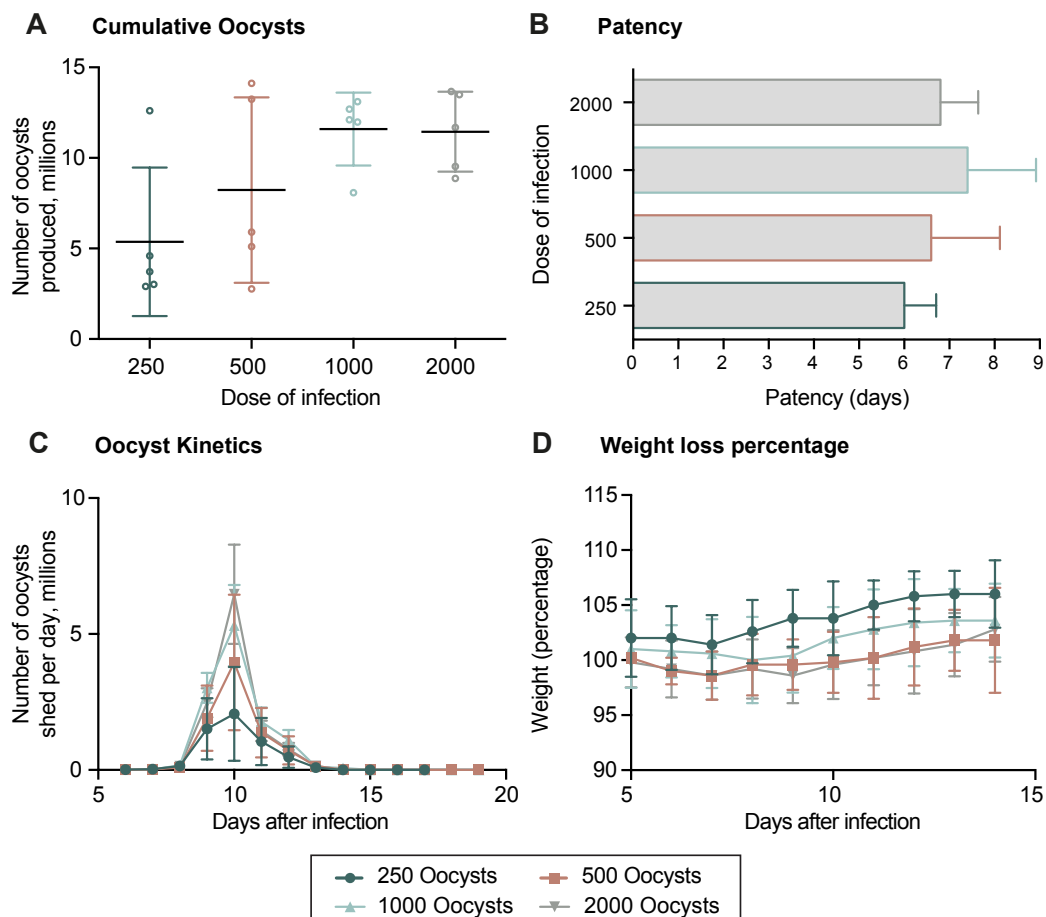 A Cumulative Oocysts
Number of oocysts
produced, millions
15
10
5
0
250 500 1000 2000
Dose of infection
B Patency
Dose of infection
2000
1000
500
250
0 1 2 3 4 5 6 7 8 9
Patency (days)
C Oocyst Kinetics
Number of oocysts
shed per day, millions
10
5
0
5 10 15 20
Days after infection
D Weight loss percentage
Weight (percentage)
115
110
105
100
95
90
5 10 15
Days after infection
250 Oocysts 500 Oocysts
1000 Oocysts 2000 Oocysts